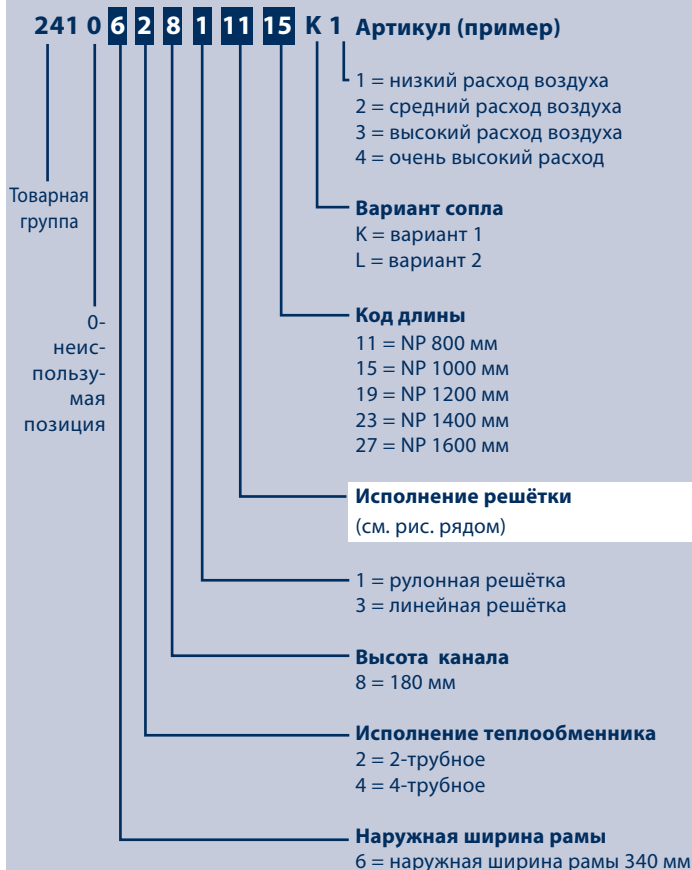 241 0 6 2 8 1 11 15 K 1 Артикул (пример)
1 = низкий расход воздуха
2 = средний расход воздуха
3 = высокий расход воздуха
4 = очень высокий расход
Товарная
группа
Вариант сопла
K = вариант 1
L = вариант 2
0-
неис-
пользу-
мая
позиция
Код длины
11 = NP 800 мм
15 = NP 1000 мм
19 = NP 1200 мм
23 = NP 1400 мм
27 = NP 1600 мм
Исполнение решётки
(см. рис. рядом)
1 = рулонная решётка
3 = линейная решётка
Высота канала
8 = 180 мм
Исполнение теплообменника
2 = 2-трубное
4 = 4-трубное
Наружная ширина рамы
6 = наружная ширина рамы 340 мм